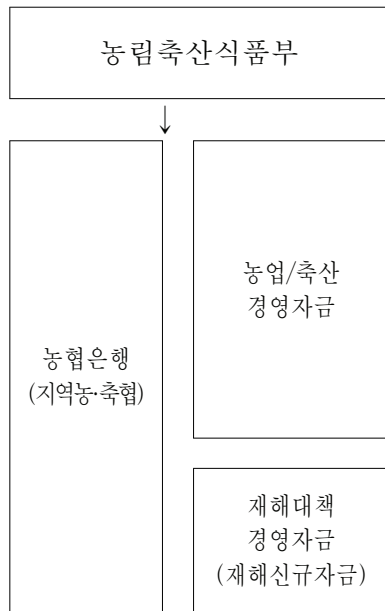 농림축산식품부
↓
농협은행
(지역농·축협)
농업/축산
경영자금
재해대책
경영자금
(재해신규자금)